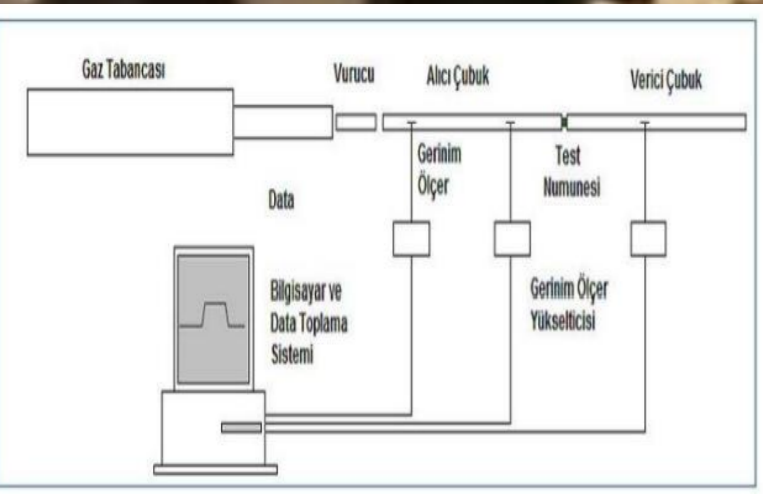 Gaz Tabancası
Vurucu
Alıcı Çubuk
Verici Çubuk
Gerinim
Ölçer
Test
Numunesi
Data
Bilgisayar ve
Data Toplama
Sistemi
Gerinim Ölçer
Yükselticisi